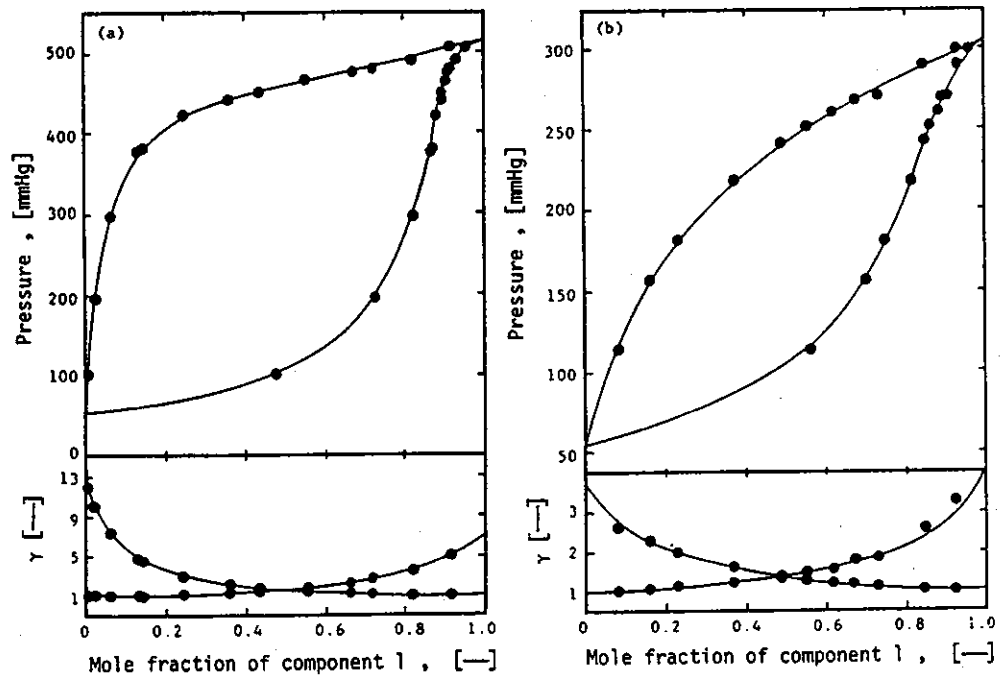 (a)
500
400
300
200
100
0
Pressure , [mmHg]
13
9
5
1
γ [—]
0 0.2 0.4 0.6 0.8 1.0
Mole fraction of component 1 , [—]
(b)
300
250
200
150
100
50
Pressure , [mmHg]
3
2
1
γ [—]
0 0.2 0.4 0.6 0.8 1.0
Mole fraction of component 1 , [—]